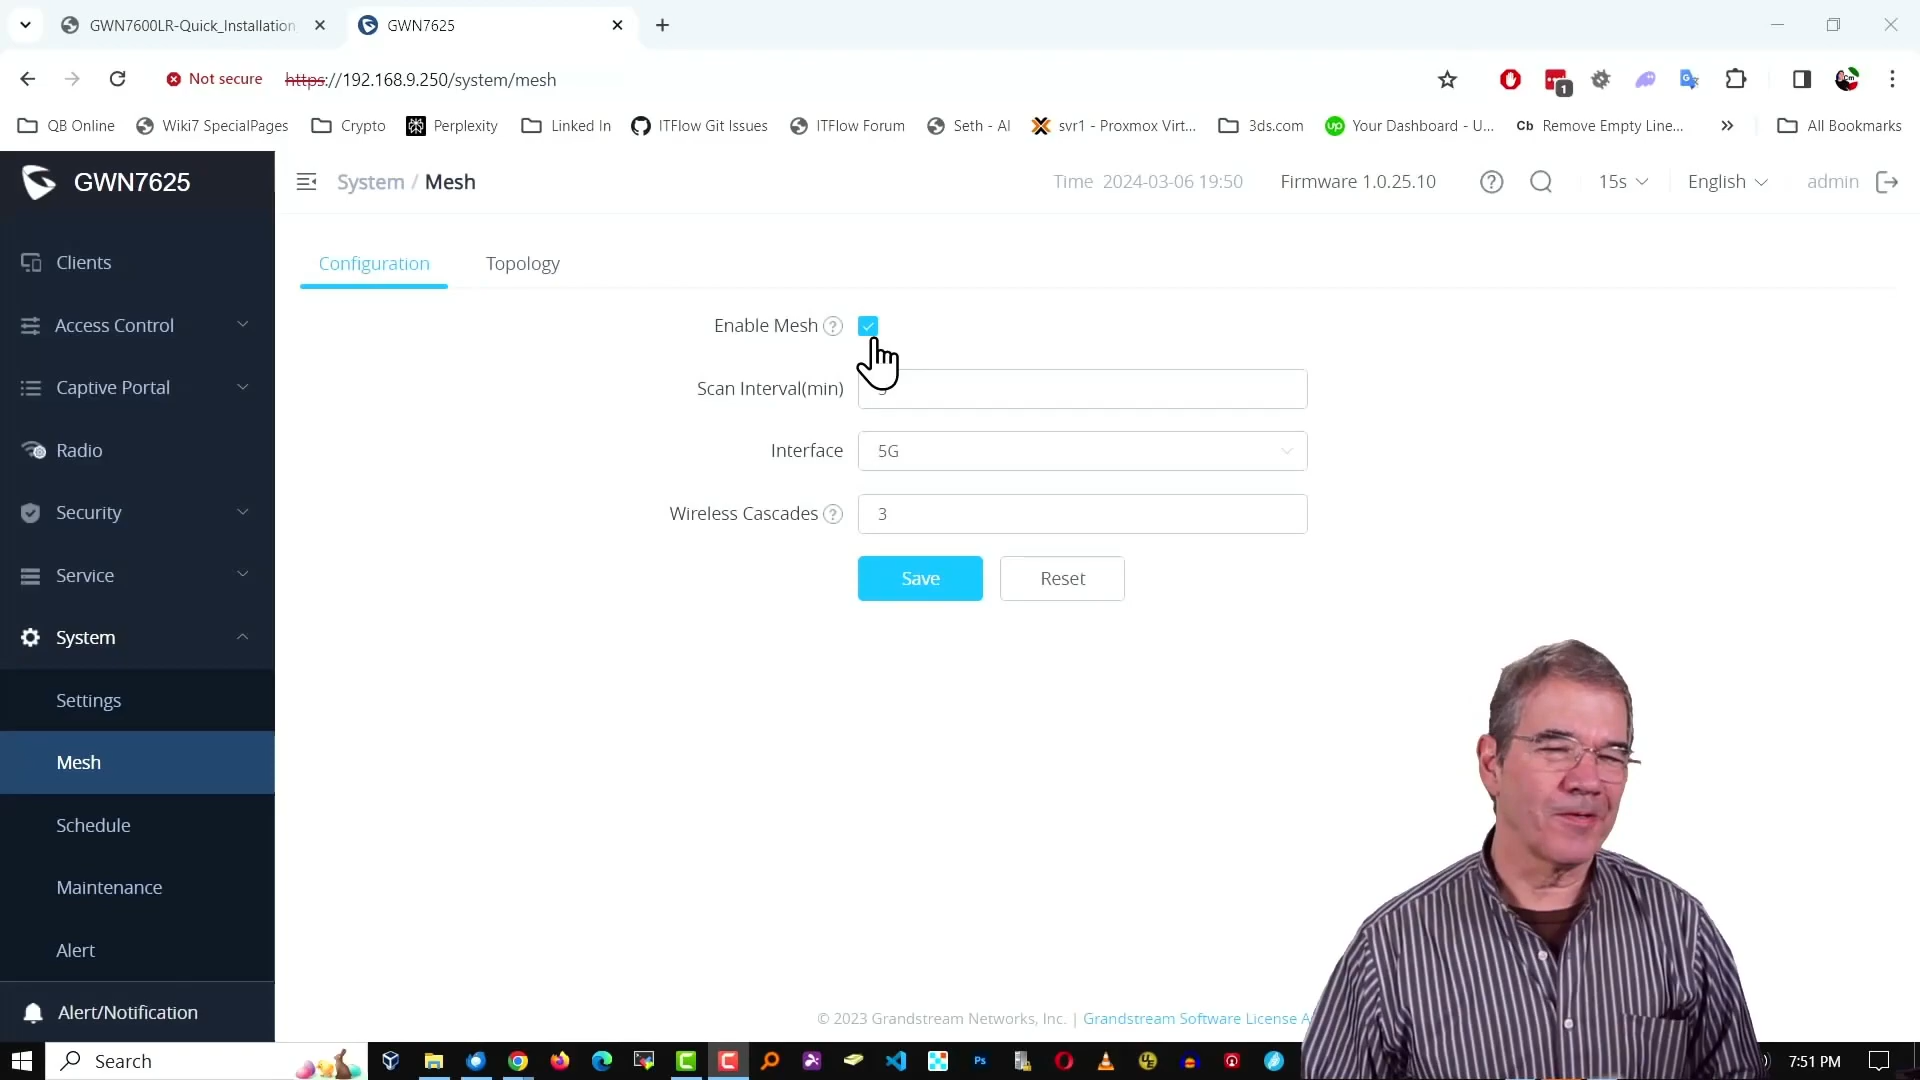 GWN7600LR-Quick_Installation
GWN7625
Not secure
https://192.168.9.250/system/mesh
1
QB Online
Wiki7 SpecialPages
Crypto
Perplexity
Linked In
ITFlow Git Issues
ITFlow Forum
Seth - AI
svr1 - Proxmox Virt...
3ds.com
up
Your Dashboard - U...
Cb
Remove Empty Line...
All Bookmarks
GWN7625
System / Mesh
Time 2024-03-06 19:50
Firmware 1.0.25.10
15s
English
admin
Clients
Access Control
Captive Portal
Radio
Security
Service
System
Settings
Mesh
Schedule
Maintenance
Alert
Alert/Notification
Configuration
Topology
Enable Mesh
Scan Interval(min)
Interface
5G
Wireless Cascades
3
Save
Reset
© 2023 Grandstream Networks, Inc. | Grandstream Software License A
Search
Ps
7:51 PM